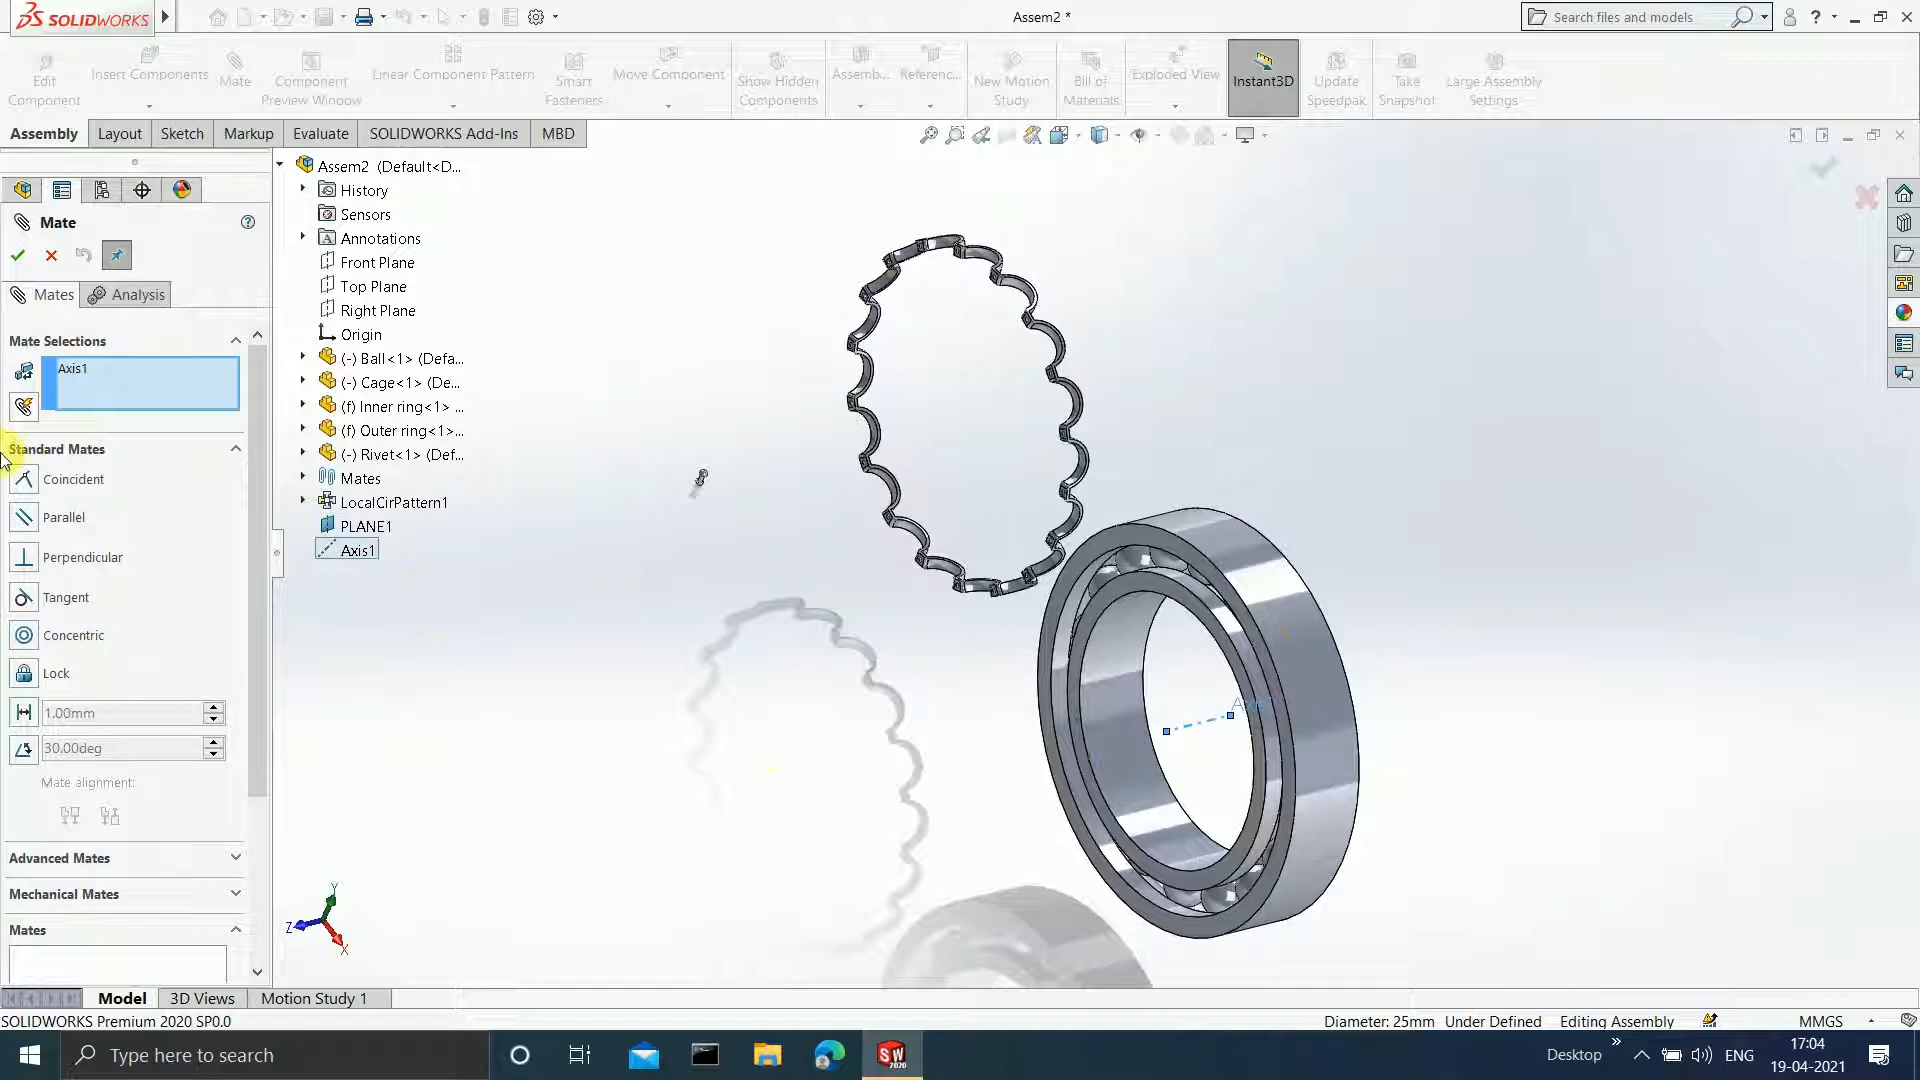 SOLIDWORKS
Assem2 *
Search files and models
Edit Component
Insert Components
Mate
Component Preview Window
Linear Component Pattern
Smart Fasteners
Move Component
Show Hidden Components
Assemb...
Referenc...
New Motion Study
Bill of Materials
Exploded View
Instant3D
Update Speedpak
Take Snapshot
Large Assembly Settings
Assembly
Layout
Sketch
Markup
Evaluate
SOLIDWORKS Add-Ins
MBD
Mate
Mates
Analysis
Mate Selections
Axis1
Standard Mates
Coincident
Parallel
Perpendicular
Tangent
Concentric
Lock
1.00mm
30.00deg
Mate alignment:
Advanced Mates
Mechanical Mates
Mates
Assem2 (Default<D...
History
Sensors
Annotations
Front Plane
Top Plane
Right Plane
Origin
(-) Ball<1> (Defa...
(-) Cage<1> (De...
(f) Inner ring<1> ...
(f) Outer ring<1>...
(-) Rivet<1> (Def...
Mates
LocalCirPattern1
PLANE1
Axis1
Y
Z
X
Model
3D Views
Motion Study 1
SOLIDWORKS Premium 2020 SP0.0
Diameter: 25mm
Under Defined
Editing Assembly
MMGS
Type here to search
SW
2020
Desktop
ENG
17:04
19-04-2021